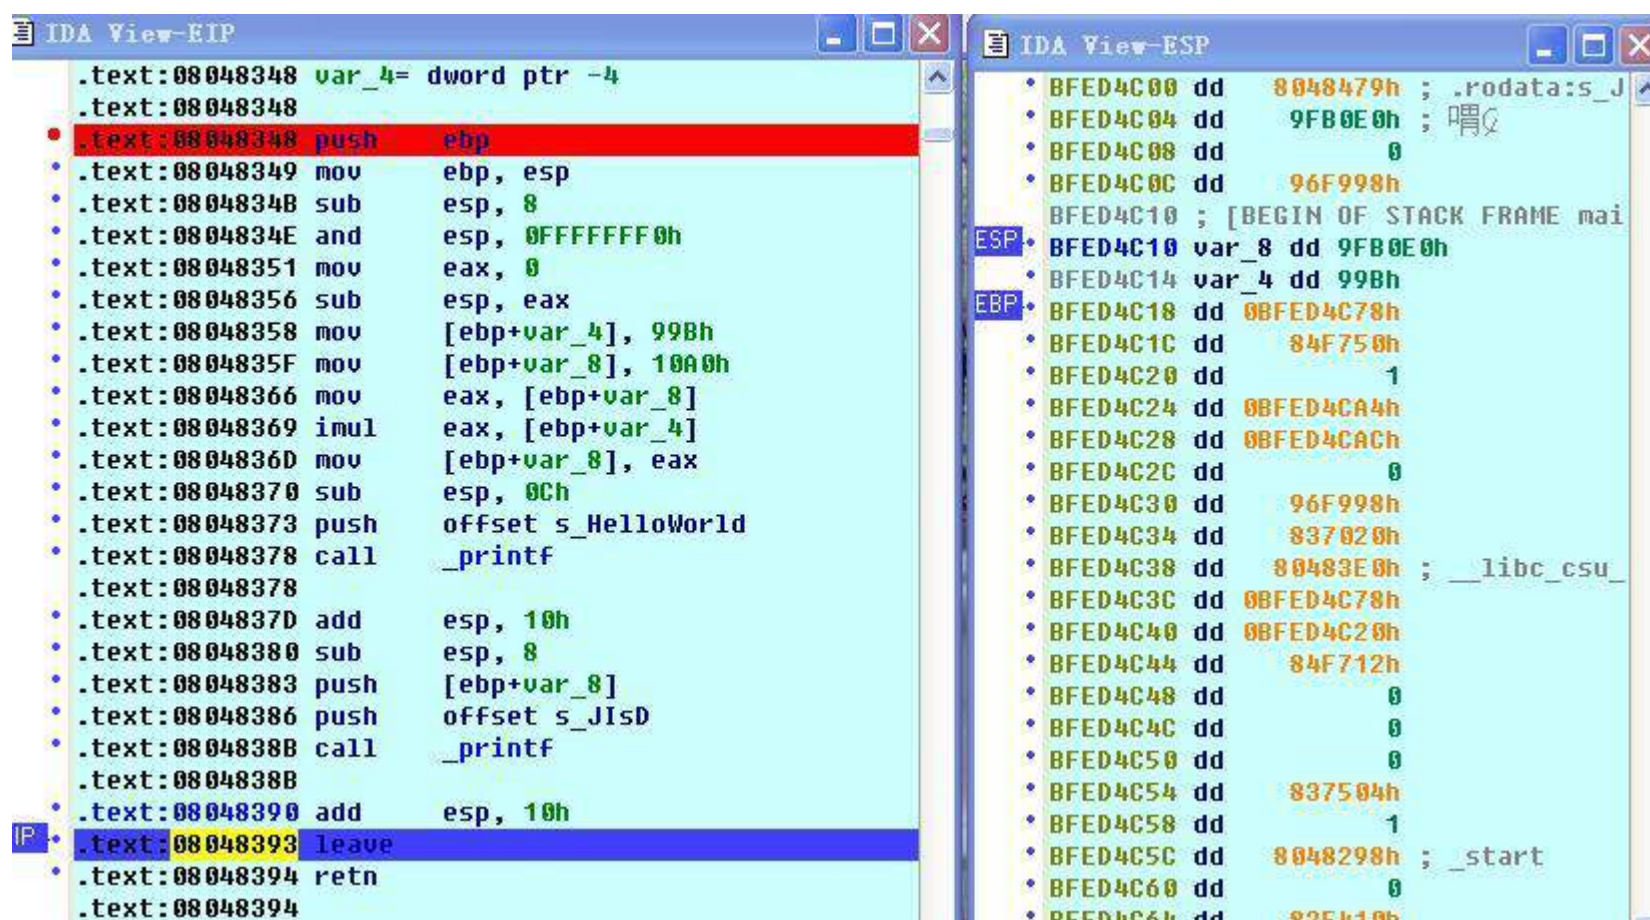 IDA View-EIP
.text:08048348 var_4= dword ptr -4
.text:08048348
.text:08048348 push ebp
.text:08048349 mov ebp, esp
.text:0804834B sub esp, 8
.text:0804834E and esp, 0FFFFFFF0h
.text:08048351 mov eax, 0
.text:08048356 sub esp, eax
.text:08048358 mov [ebp+var_4], 99Bh
.text:0804835F mov [ebp+var_8], 10A0h
.text:08048366 mov eax, [ebp+var_8]
.text:08048369 imul eax, [ebp+var_4]
.text:0804836D mov [ebp+var_8], eax
.text:08048370 sub esp, 0Ch
.text:08048373 push offset s_HelloWorld
.text:08048378 call _printf
.text:08048378
.text:0804837D add esp, 10h
.text:08048380 sub esp, 8
.text:08048383 push [ebp+var_8]
.text:08048386 push offset s_JIsD
.text:0804838B call _printf
.text:0804838B
.text:08048390 add esp, 10h
IP .text:08048393 leave
.text:08048394 retn
.text:08048394
IDA View-ESP
BFED4C00 dd 8048479h ; .rodata:s_J
BFED4C04 dd 9FB0E0h ;
BFED4C08 dd 0
BFED4C0C dd 96F998h
BFED4C10 ; [BEGIN OF STACK FRAME mai
ESP BFED4C10 var_8 dd 9FB0E0h
BFED4C14 var_4 dd 99Bh
EBP BFED4C18 dd 0BFED4C78h
BFED4C1C dd 84F750h
BFED4C20 dd 1
BFED4C24 dd 0BFED4CA4h
BFED4C28 dd 0BFED4CACh
BFED4C2C dd 0
BFED4C30 dd 96F998h
BFED4C34 dd 837020h
BFED4C38 dd 80483E0h ; __libc_csu_
BFED4C3C dd 0BFED4C78h
BFED4C40 dd 0BFED4C20h
BFED4C44 dd 84F712h
BFED4C48 dd 0
BFED4C4C dd 0
BFED4C50 dd 0
BFED4C54 dd 837504h
BFED4C58 dd 1
BFED4C5C dd 8048298h ; _start
BFED4C60 dd 0